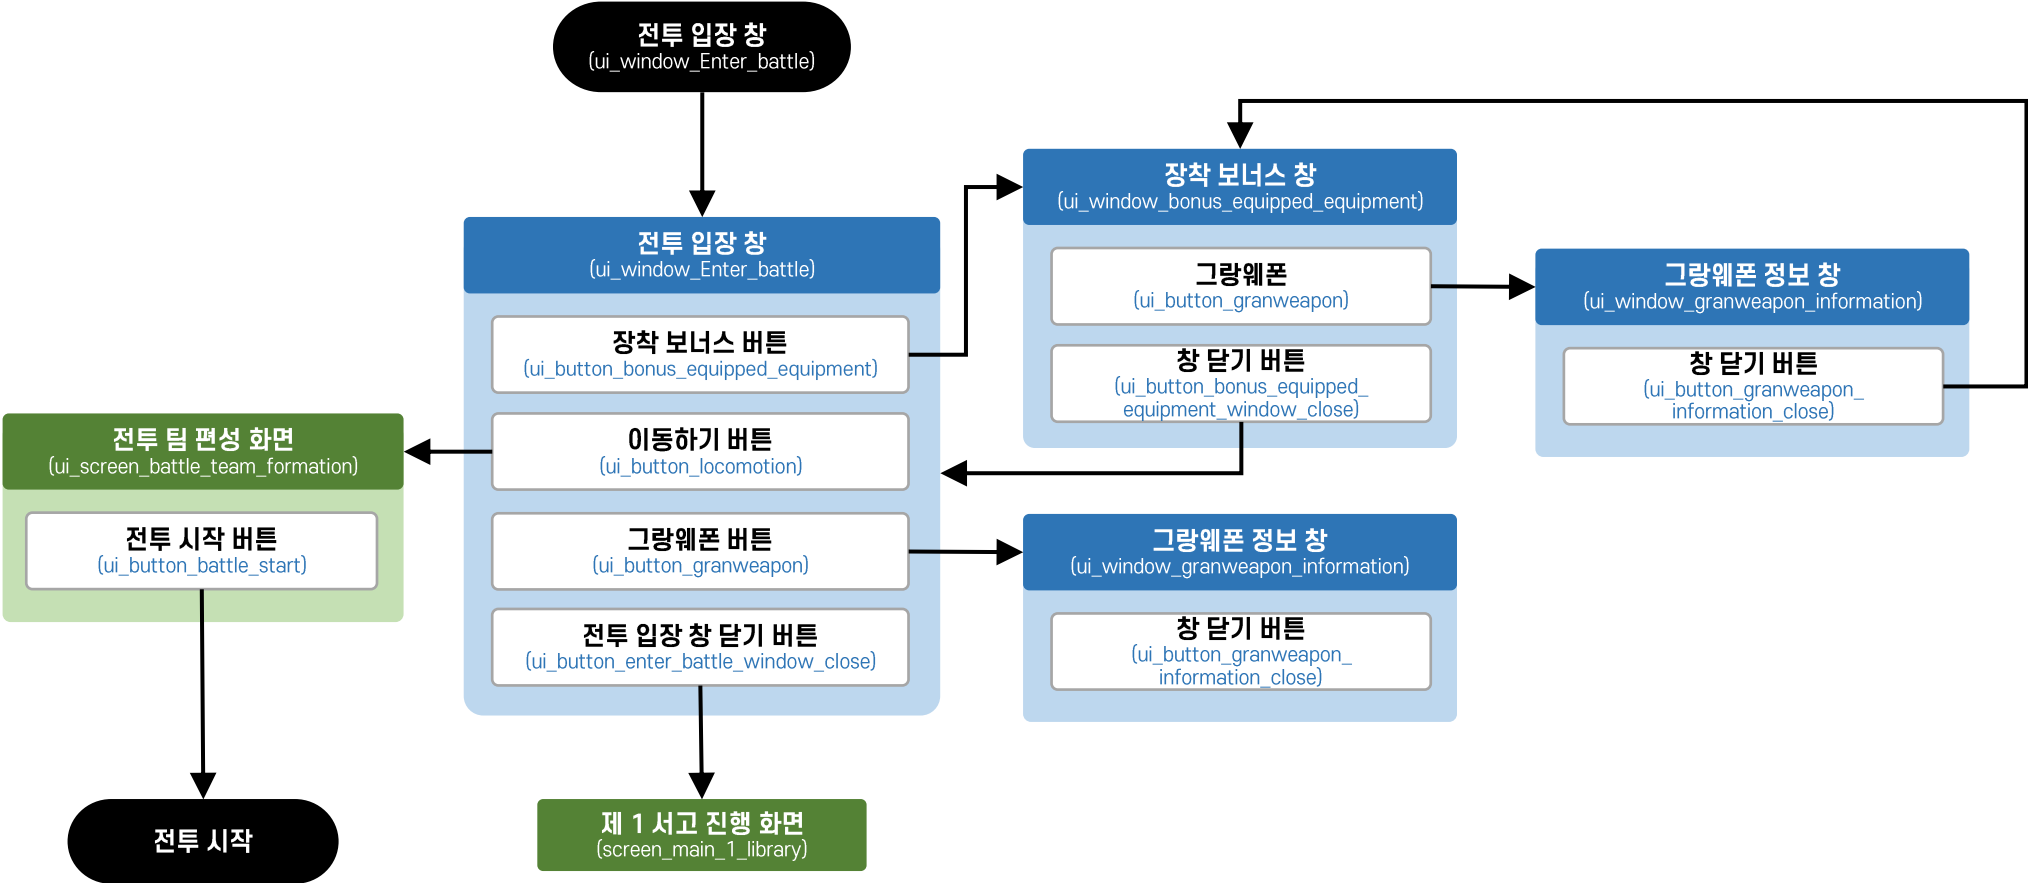 전투 입장 창
(ui_window_Enter_battle)
전투 입장 창
(ui_window_Enter_battle)
장착 보너스 버튼
(ui_button_bonus_equipped_equipment)
이동하기 버튼
(ui_button_locomotion)
그랑웨폰 버튼
(ui_button_granweapon)
전투 입장 창 닫기 버튼
(ui_button_enter_battle_window_close)
장착 보너스 창
(ui_window_bonus_equipped_equipment)
그랑웨폰
(ui_button_granweapon)
창 닫기 버튼
(ui_button_bonus_equipped_
equipment_window_close)
그랑웨폰 정보 창
(ui_window_granweapon_information)
창 닫기 버튼
(ui_button_granweapon_
information_close)
전투 팀 편성 화면
(ui_screen_battle_team_formation)
전투 시작 버튼
(ui_button_battle_start)
그랑웨폰 정보 창
(ui_window_granweapon_information)
창 닫기 버튼
(ui_button_granweapon_
information_close)
전투 시작
제 1 서고 진행 화면
(screen_main_1_library)